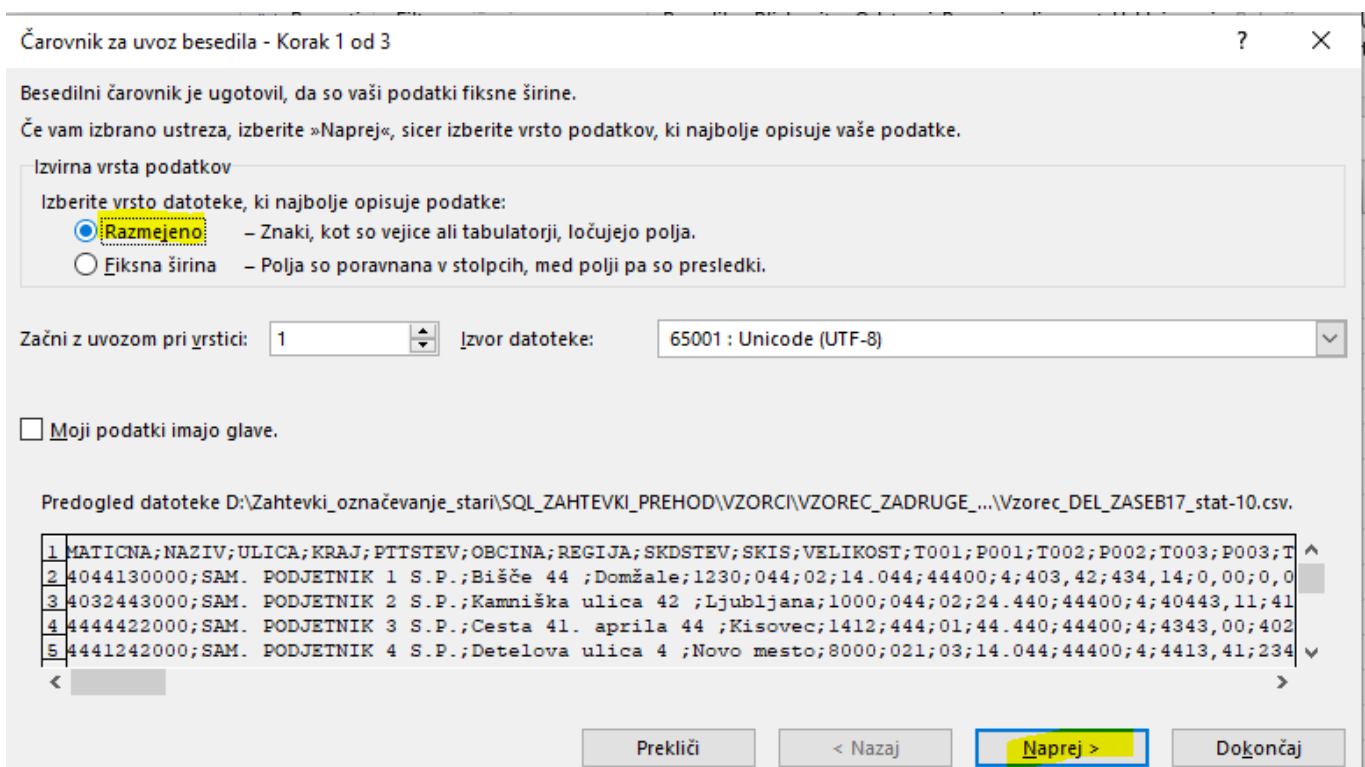 Čarovnik za uvoz besedila - Korak 1 od 3
?
Besedilni čarovnik je ugotovil, da so vaši podatki fiksne širine.
Če vam izbrano ustreza, izberite »Naprej«, sicer izberite vrsto podatkov, ki najbolje opisuje vaše podatke.
Izvirna vrsta podatkov
Izberite vrsto datoteke, ki najbolje opisuje podatke:
Razmejeno – Znaki, kot so vejice ali tabulatorji, ločujejo polja.
Fiksna širina – Polja so poravnana v stolpcih, med polji pa so presledki.
Začni z uvozom pri vrstici: 1 Izvor datoteke: 65001 : Unicode (UTF-8)
Moji podatki imajo glave.
Predogled datoteke D:\Zahtevki_označevanje_stari\SQL_ZAHTEVKI_PREHOD\VZORCI\VZOREC_ZADRUGE_...\Vzorec_DEL_ZASEB17_stat-10.csv.
1 MATICNA;NAZIV;ULICA;KRAJ;PTTSTEV;OBCINA;REGIJA;SKDSTEV;SKIS;VELIKOST;T001;P001;T002;P002;T003;P003;T
2 4044130000;SAM. PODJETNIK 1 S.P.;Bišče 44 ;Domžale;1230;044;02;14.044;44400;4;403,42;434,14;0,00;0,0
3 4032443000;SAM. PODJETNIK 2 S.P.;Kamniška ulica 42 ;Ljubljana;1000;044;02;24.440;44400;4;40443,11;41
4 4444422000;SAM. PODJETNIK 3 S.P.;Cesta 41. aprila 44 ;Kisovec;1412;444;01;44.440;44400;4;4343,00;402
5 4441242000;SAM. PODJETNIK 4 S.P.;Detelova ulica 4 ;Novo mesto;8000;021;03;14.044;44400;4;4413,41;234
Prekliči < Nazaj Naprej > Dokončaj